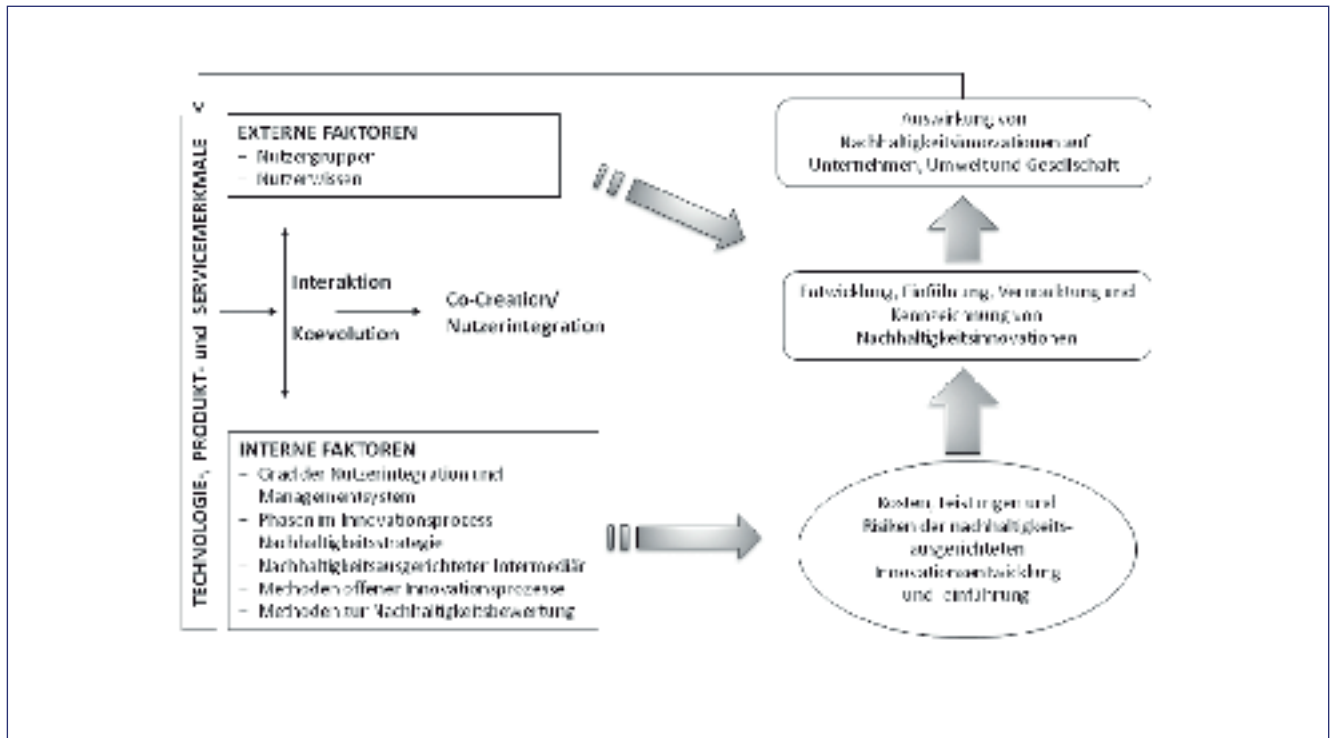 TECHNOLOGIE-, PRODUKT- und SERVICEMERKMALE
EXTERNE FAKTOREN
– Nutzergruppen
– Nutzerwissen
Interaktion
Koevolution
Co-Creation/
Nutzerintegration
INTERNE FAKTOREN
– Grad der Nutzerintegration und
Managementsystem
– Phasen im Innovationsprozess
Nachhaltigkeitsstrategie
– Nachhaltigkeitsausgerichteter Intermediär
– Methoden offener Innovationsprozesse
– Methoden zur Nachhaltigkeitsbewertung
Auswirkung von
Nachhaltigkeitsinnovationen auf
Unternehmen, Umwelt und Gesellschaft
Entwicklung, Einführung, Vermarktung und
Kennzeichnung von
Nachhaltigkeitsinnovationen
Kosten, Leistungen und
Risiken der nachhaltigkeits-
ausgerichteten
Innovationsentwicklung
und -einführung